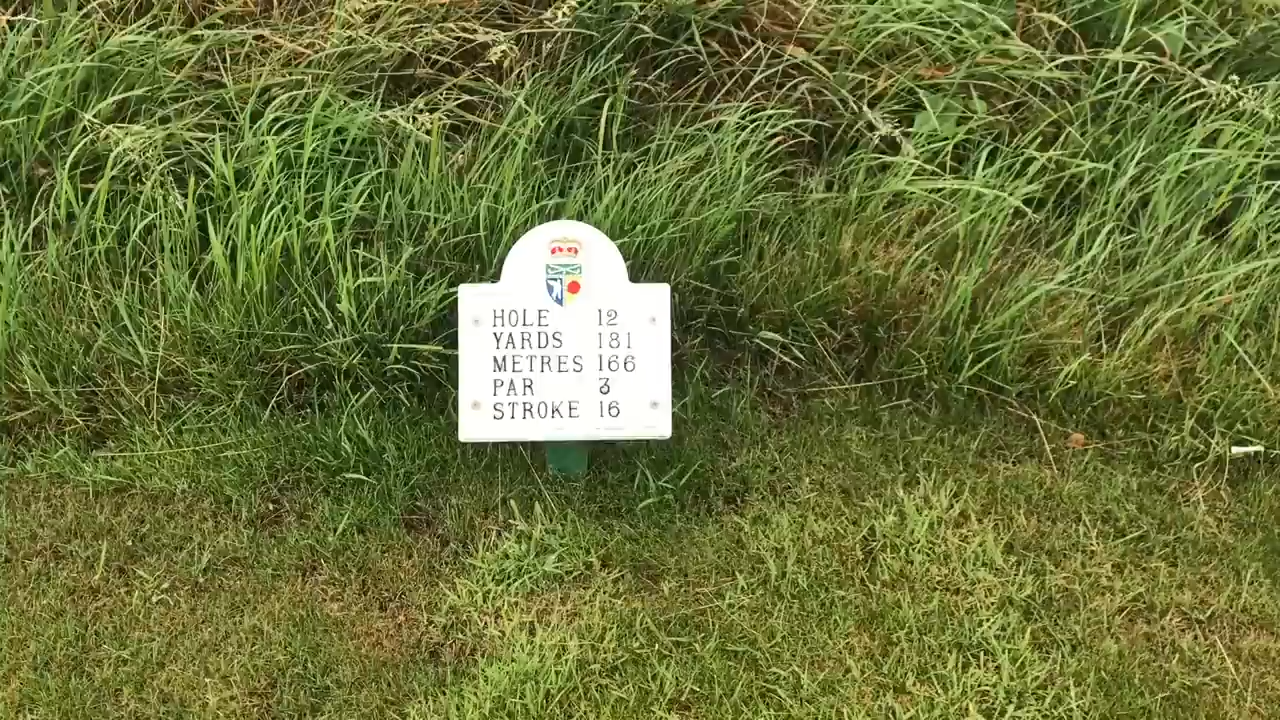 HOLE 12
YARDS 181
METRES 166
PAR 3
STROKE 16